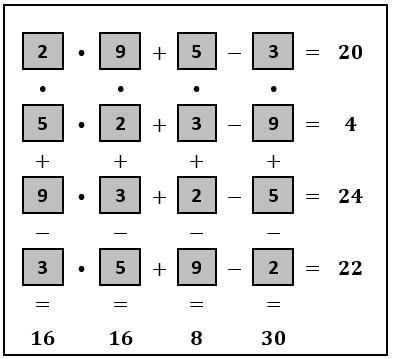 2 • 9 + 5 − 3 = 20
• • • •
5 • 2 + 3 − 9 = 4
+ + + +
9 • 3 + 2 − 5 = 24
− − − −
3 • 5 + 9 − 2 = 22
= = = =
16 16 8 30